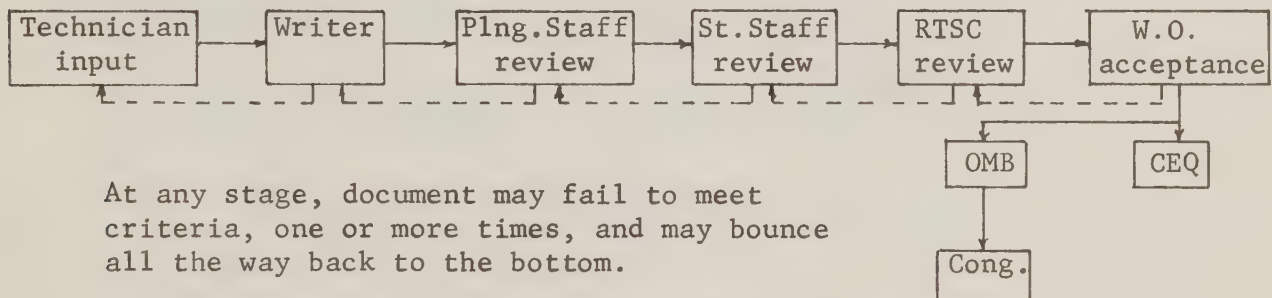 Technician
input
Writer
Plng.Staff
review
St.Staff
review
RTSC
review
W.O.
acceptance
OMB
CEQ
At any stage, document may fail to meet
criteria, one or more times, and may bounce
all the way back to the bottom.
Cong.